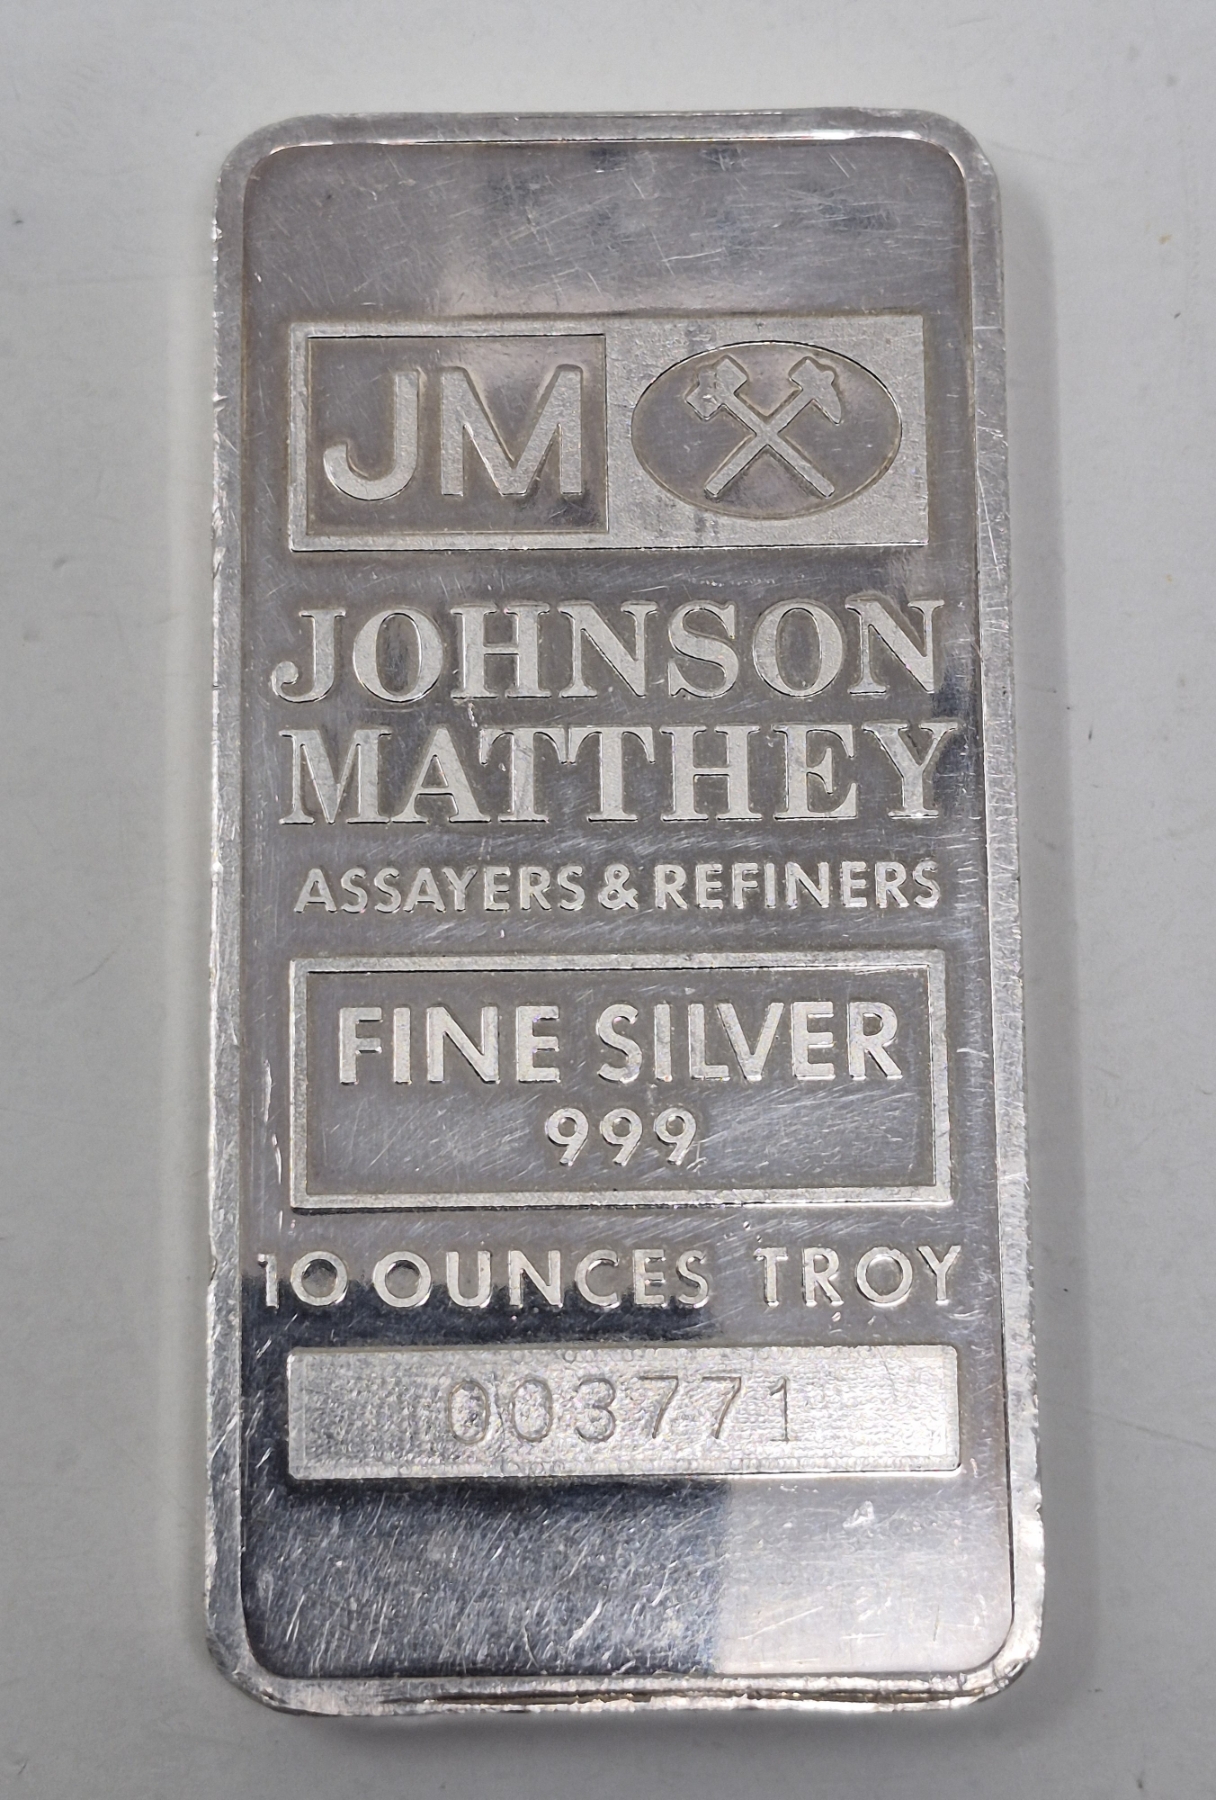 JM
JOHNSON
MATTHEY
ASSAYERS & REFINERS
FINE SILVER
999
10 OUNCES TROY
003771